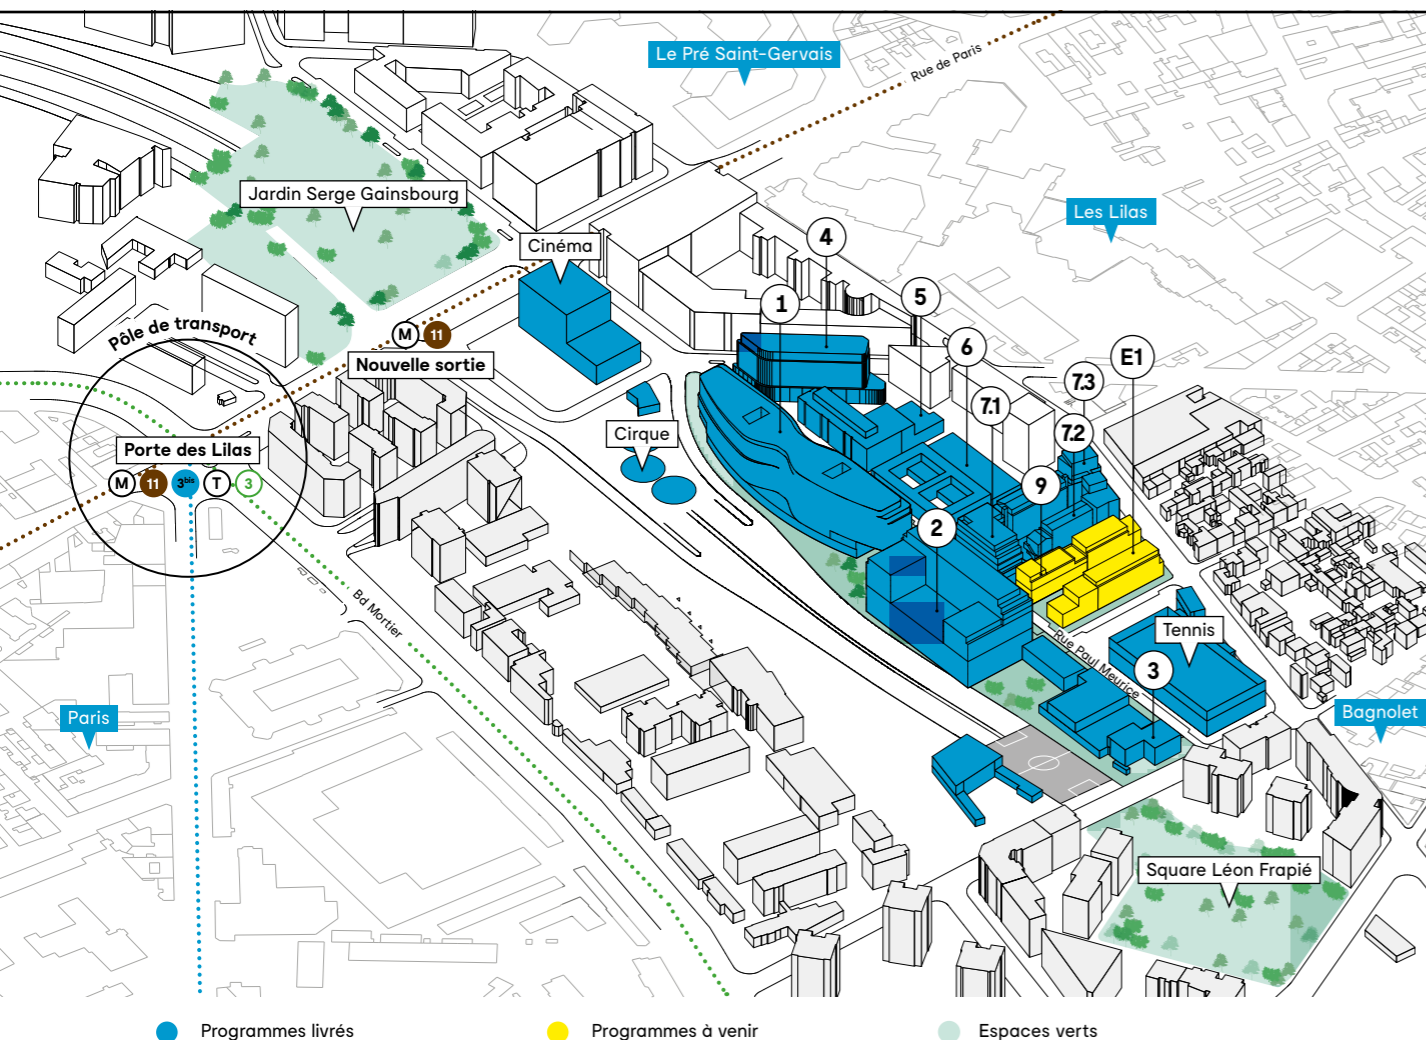 Le Pré Saint-Gervais
Rue de Paris
Jardin Serge Gainsbourg
Les Lilas
Cinéma
4
1
5
Pôle de transport
M 11
Nouvelle sortie
6
E1
7.3
7.1
7.2
Cirque
Porte des Lilas
M 11 3bis T 3
9
2
Bd Mortier
Rue Paul Meurice
Tennis
3
Paris
Bagnolet
Square Léon Frapié
Programmes livrés
Programmes à venir
Espaces verts